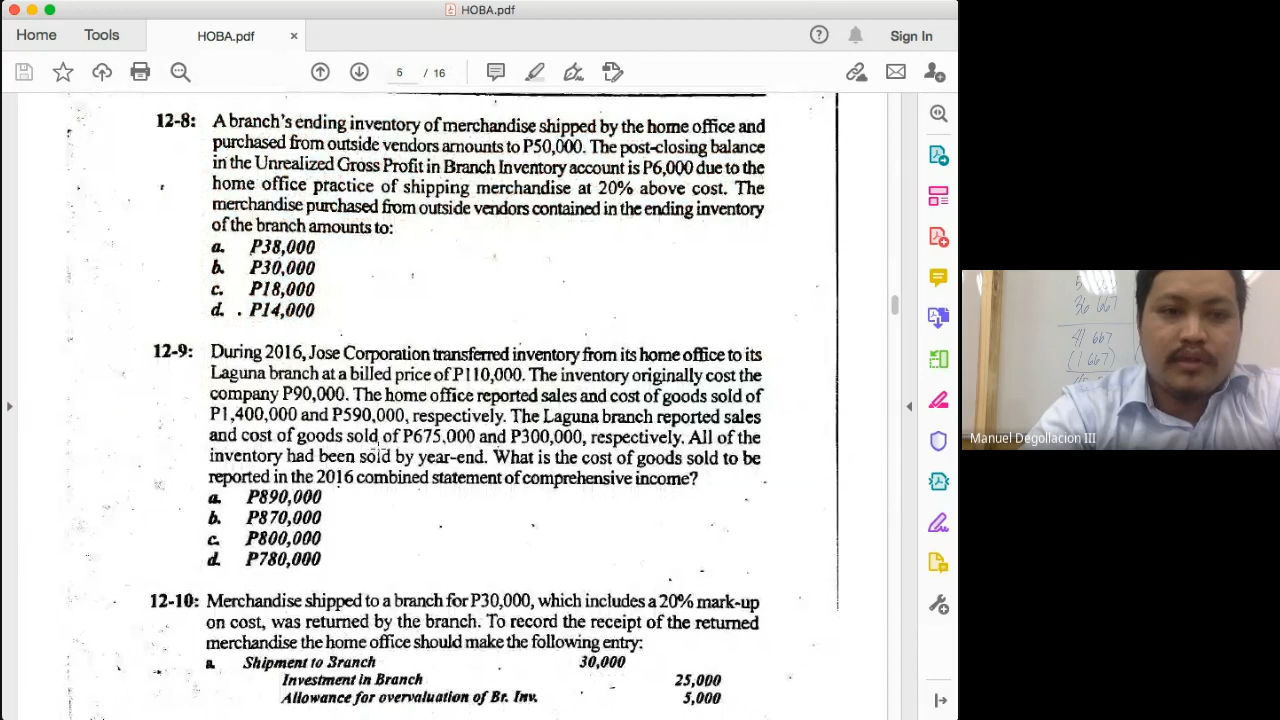 HOBA.pdf
Home
Tools
HOBA.pdf
×
Sign In
6 / 16
12-8: A branch's ending inventory of merchandise shipped by the home office and
purchased from outside vendors amounts to P50,000. The post-closing balance
in the Unrealized Gross Profit in Branch Inventory account is P6,000 due to the
home office practice of shipping merchandise at 20% above cost. The
merchandise purchased from outside vendors contained in the ending inventory
of the branch amounts to:
a. P38,000
b. P30,000
c. P18,000
d. P14,000
12-9: During 2016, Jose Corporation transferred inventory from its home office to its
Laguna branch at a billed price of P110,000. The inventory originally cost the
company P90,000. The home office reported sales and cost of goods sold of
P1,400,000 and P590,000, respectively. The Laguna branch reported sales
and cost of goods sold of P675,000 and P300,000, respectively. All of the
inventory had been sold by year-end. What is the cost of goods sold to be
reported in the 2016 combined statement of comprehensive income?
a. P890,000
b. P870,000
c. P800,000
d. P780,000
12-10: Merchandise shipped to a branch for P30,000, which includes a 20% mark-up
on cost, was returned by the branch. To record the receipt of the returned
merchandise the home office should make the following entry:
a. Shipment to Branch 30,000
Investment in Branch 25,000
Allowance for overvaluation of Br. Inv. 5,000
36 667
41 667
(1 667)
Manuel Degollacion III